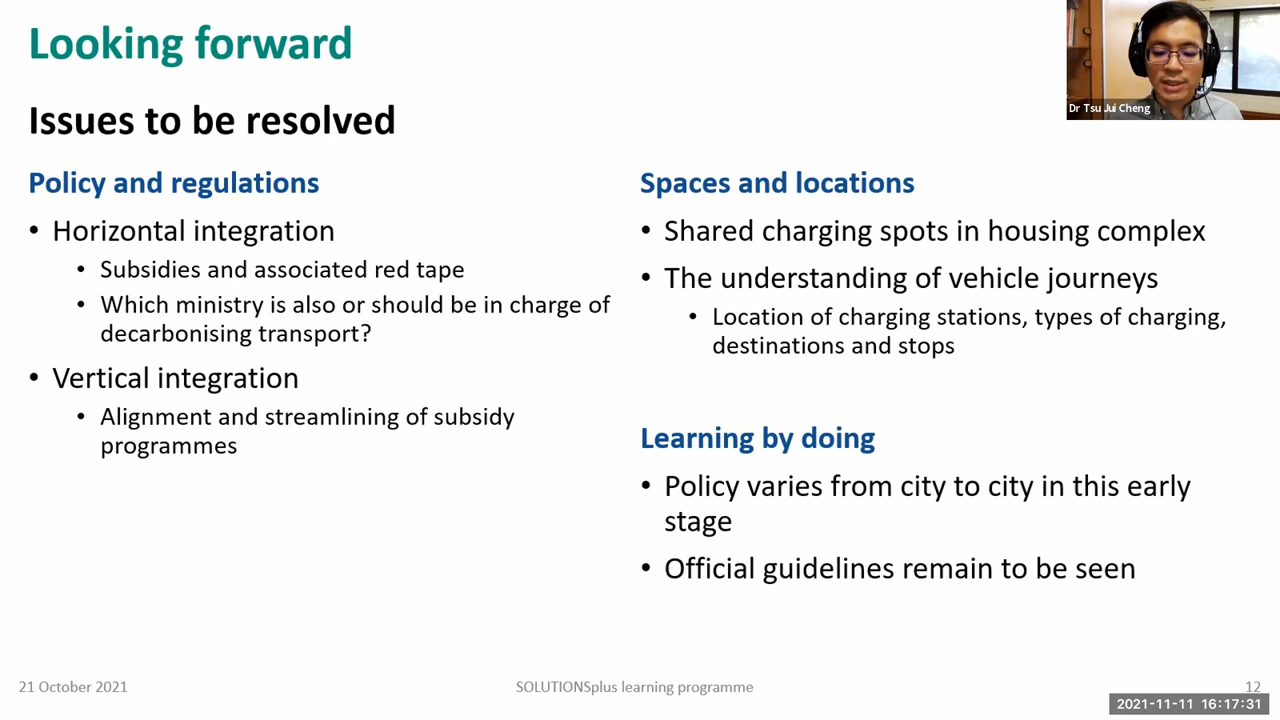 Looking forward
Issues to be resolved
Policy and regulations
• Horizontal integration
• Subsidies and associated red tape
• Which ministry is also or should be in charge of
decarbonising transport?
• Vertical integration
• Alignment and streamlining of subsidy
programmes
Spaces and locations
• Shared charging spots in housing complex
• The understanding of vehicle journeys
• Location of charging stations, types of charging,
destinations and stops
Learning by doing
• Policy varies from city to city in this early
stage
• Official guidelines remain to be seen
Dr Tsu Jui Cheng
21 October 2021
SOLUTIONSplus learning programme
12
2021-11-11 16:17:31